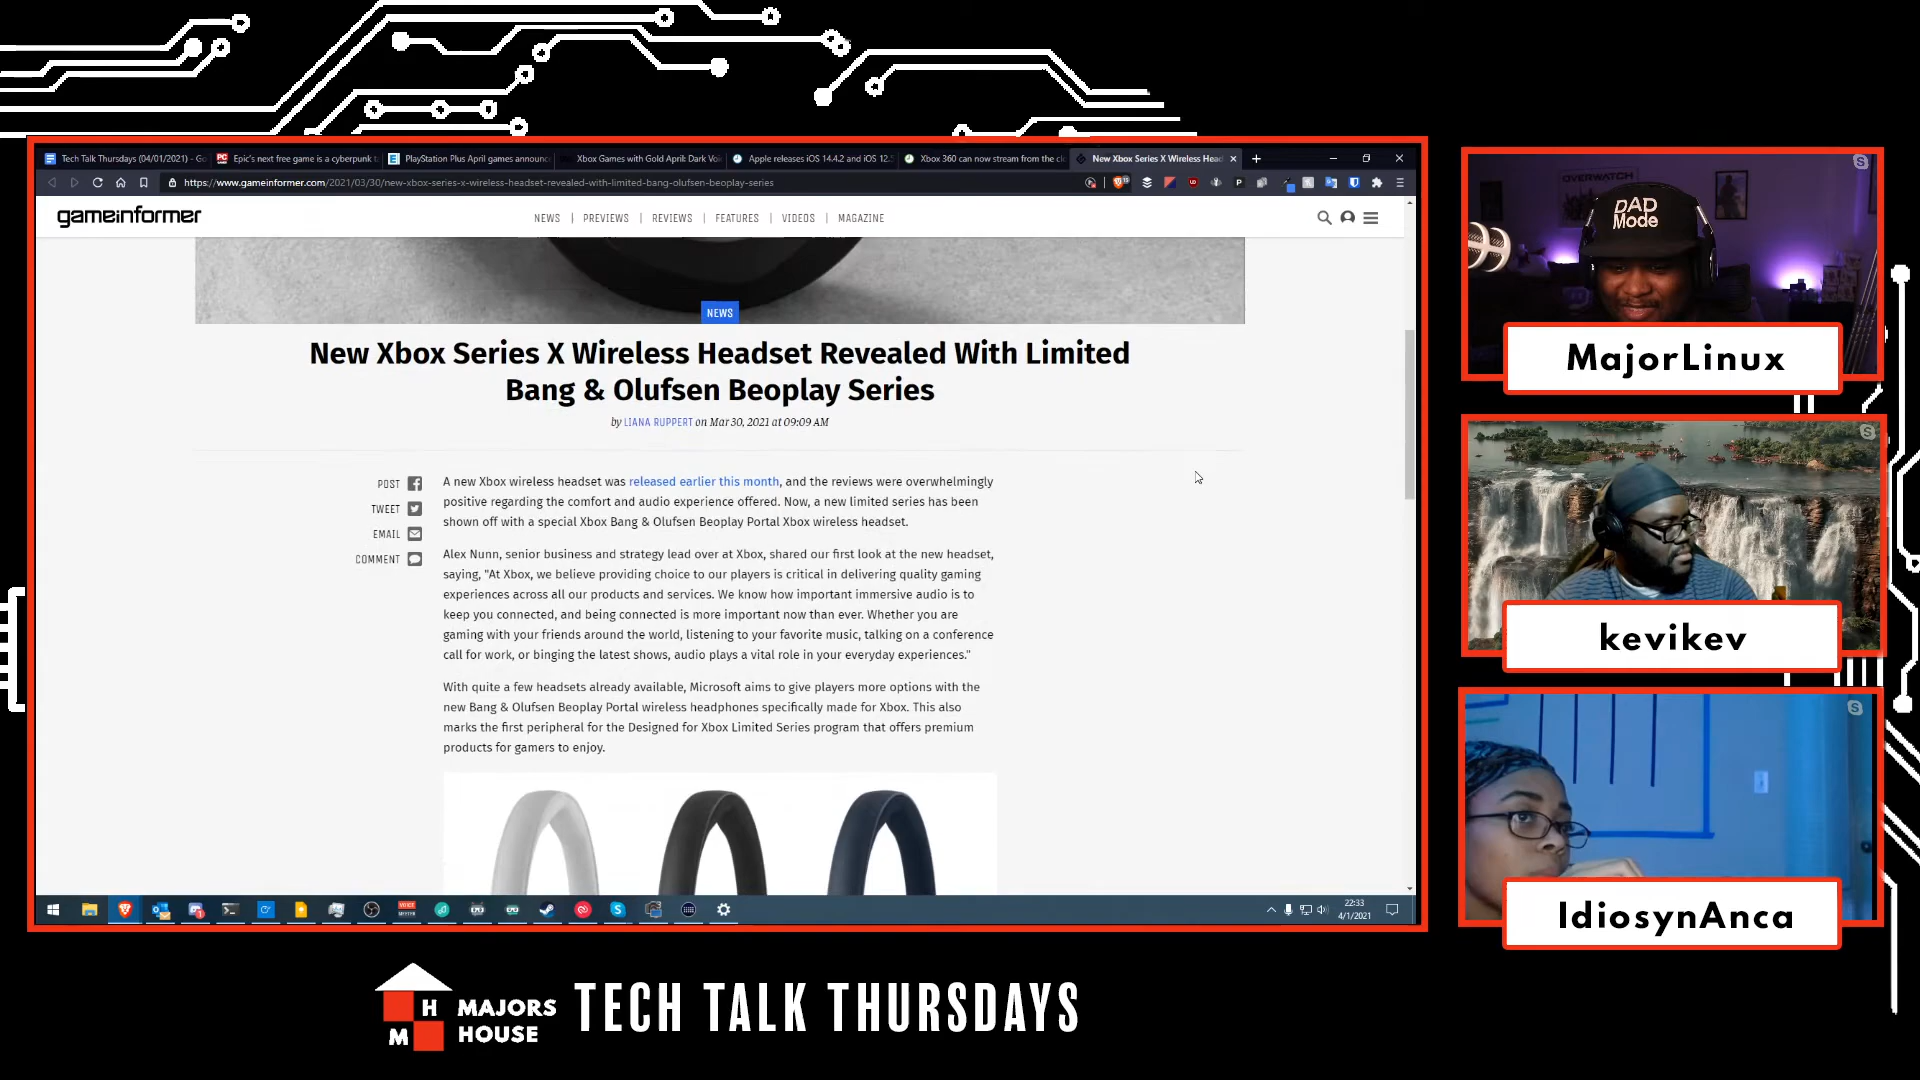 Tech Talk Thursdays (04/01/2021) - Go
Epic's next free game is a cyberpunk t
PlayStation Plus April games announc
Xbox Games with Gold April: Dark Voi
Apple releases iOS 14.4.2 and iOS 12.5
Xbox 360 can now stream from the cl
New Xbox Series X Wireless Head
https://www.gameinformer.com/2021/03/30/new-xbox-series-x-wireless-headset-revealed-with-limited-bang-olufsen-beoplay-series
gameinformer
NEWS | PREVIEWS | REVIEWS | FEATURES | VIDEOS | MAGAZINE
NEWS
New Xbox Series X Wireless Headset Revealed With Limited
Bang & Olufsen Beoplay Series
by LIANA RUPPERT on Mar 30, 2021 at 09:09 AM
POST
TWEET
EMAIL
COMMENT
A new Xbox wireless headset was released earlier this month, and the reviews were overwhelmingly
positive regarding the comfort and audio experience offered. Now, a new limited series has been
shown off with a special Xbox Bang & Olufsen Beoplay Portal Xbox wireless headset.
Alex Nunn, senior business and strategy lead over at Xbox, shared our first look at the new headset,
saying, "At Xbox, we believe providing choice to our players is critical in delivering quality gaming
experiences across all our products and services. We know how important immersive audio is to
keep you connected, and being connected is more important now than ever. Whether you are
gaming with your friends around the world, listening to your favorite music, talking on a conference
call for work, or binging the latest shows, audio plays a vital role in your everyday experiences."
With quite a few headsets already available, Microsoft aims to give players more options with the
new Bang & Olufsen Beoplay Portal wireless headphones specifically made for Xbox. This also
marks the first peripheral for the Designed for Xbox Limited Series program that offers premium
products for gamers to enjoy.
22:33
4/1/2021
OVERWATCH
DAD
Mode
MajorLinux
kevikev
IdiosynAnca
H
M
MAJORS
HOUSE
TECH TALK THURSDAYS